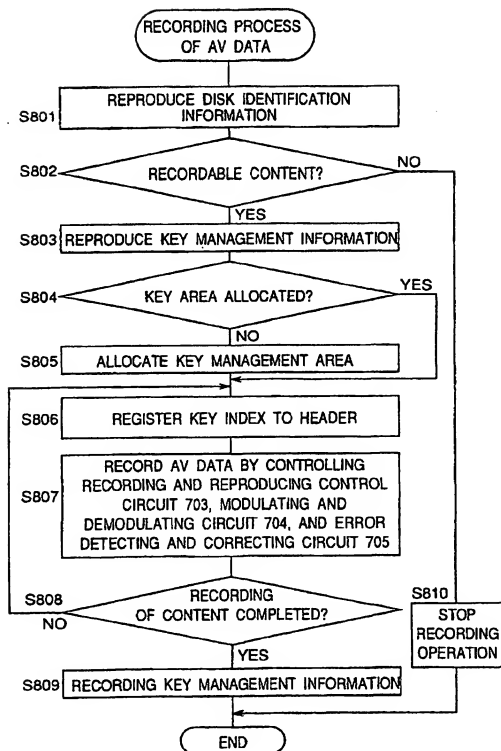 RECORDING PROCESS
OF AV DATA
S801
REPRODUCE DISK IDENTIFICATION
INFORMATION
S802
RECORDABLE CONTENT?
NO
YES
S803
REPRODUCE KEY MANAGEMENT INFORMATION
S804
KEY AREA ALLOCATED?
YES
NO
S805
ALLOCATE KEY MANAGEMENT AREA
S806
REGISTER KEY INDEX TO HEADER
S807
RECORD AV DATA BY CONTROLLING
RECORDING AND REPRODUCING CONTROL
CIRCUIT 703, MODULATING AND
DEMODULATING CIRCUIT 704, AND ERROR
DETECTING AND CORRECTING CIRCUIT 705
S808
RECORDING
OF CONTENT COMPLETED?
NO
YES
S810
STOP
RECORDING
OPERATION
S809
RECORDING KEY MANAGEMENT INFORMATION
END